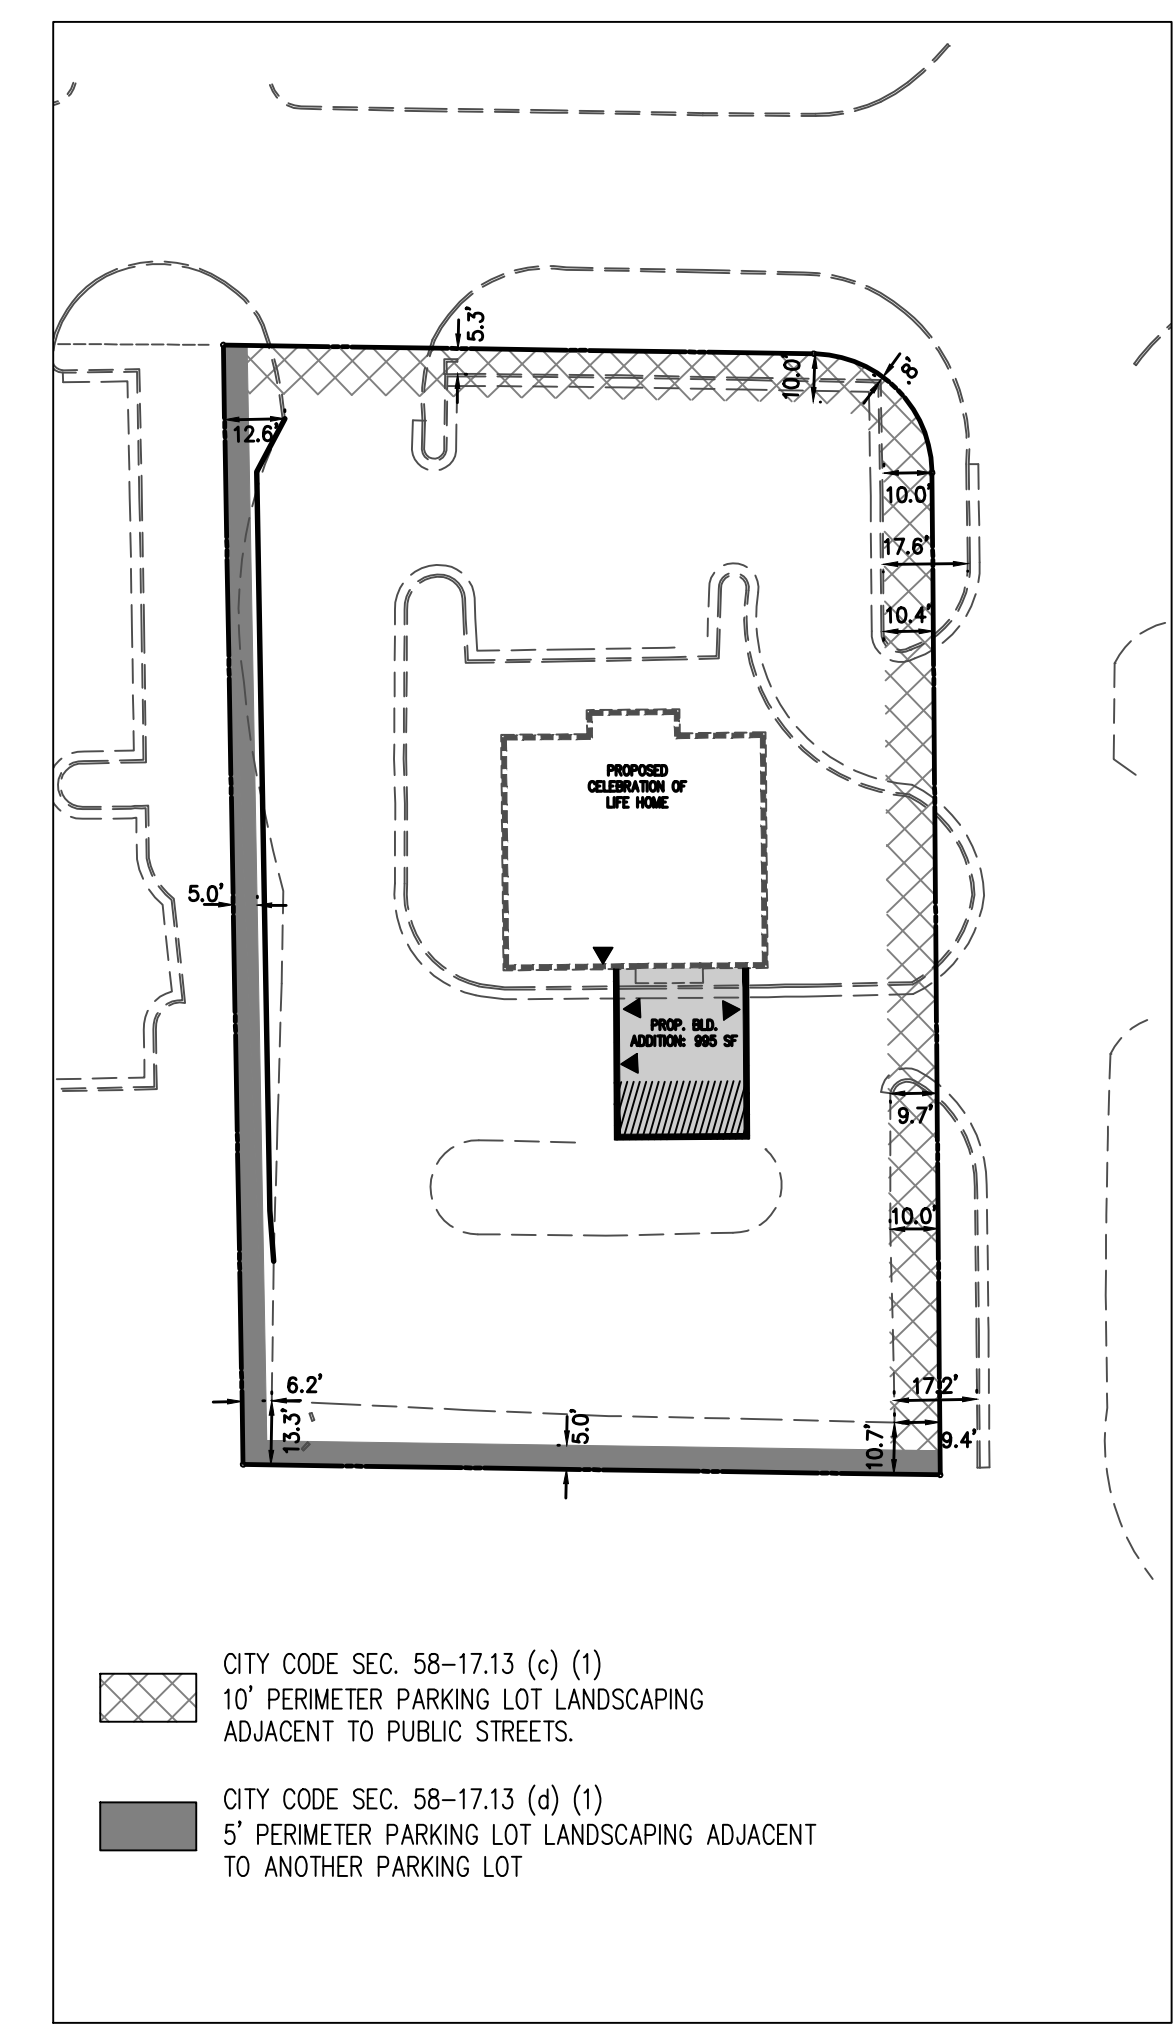 5.3'
10.0'
.8'
12.6'
10.0'
17.6'
10.4'
PROPOSED
CELEBRATION OF
LIFE HOME
5.0'
PROP. BLD.
ADDITION: 995 SF
9.7'
10.0'
6.2'
17.2'
13.3'
5.0'
10.7'
9.4'
CITY CODE SEC. 58-17.13 (c) (1)
10' PERIMETER PARKING LOT LANDSCAPING
ADJACENT TO PUBLIC STREETS.
CITY CODE SEC. 58-17.13 (d) (1)
5' PERIMETER PARKING LOT LANDSCAPING ADJACENT
TO ANOTHER PARKING LOT